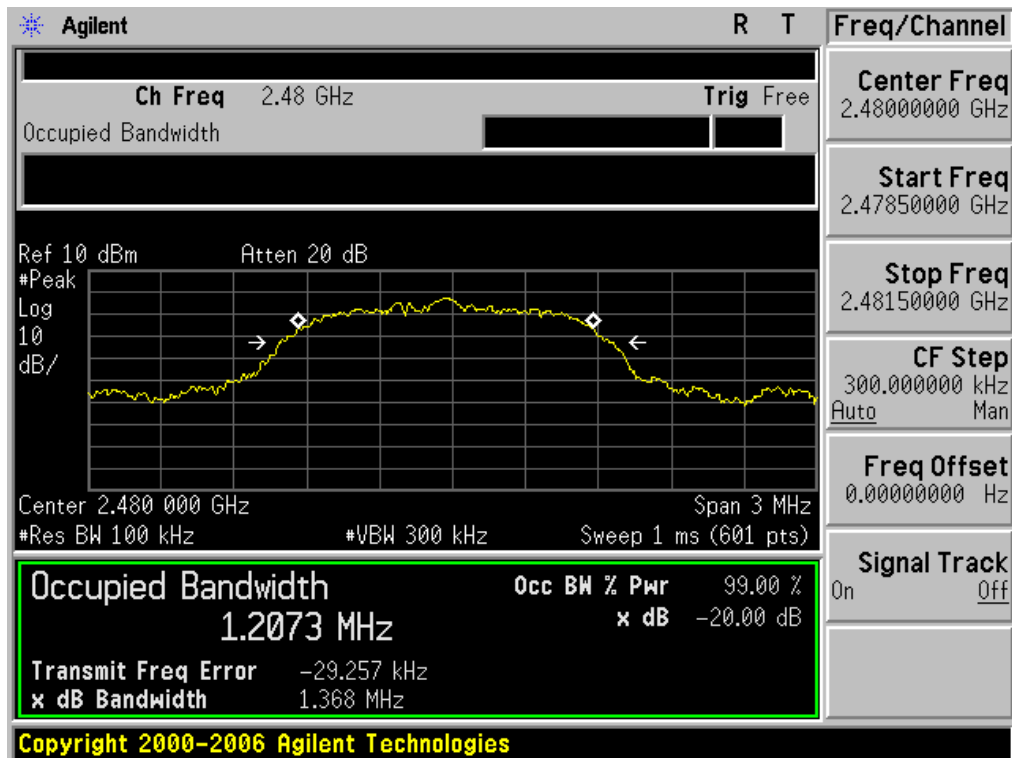 Agilent R T
Freq/Channel
Ch Freq 2.48 GHz Trig Free
Occupied Bandwidth
Center Freq
2.48000000 GHz
Start Freq
2.47850000 GHz
Stop Freq
2.48150000 GHz
CF Step
300.000000 kHz
Auto Man
Freq Offset
0.00000000 Hz
Signal Track
On Off
Ref 10 dBm Atten 20 dB
#Peak
Log
10
dB/
Center 2.480 000 GHz Span 3 MHz
#Res BW 100 kHz #VBW 300 kHz Sweep 1 ms (601 pts)
Occupied Bandwidth
1.2073 MHz
Occ BW % Pwr 99.00 %
x dB -20.00 dB
Transmit Freq Error -29.257 kHz
x dB Bandwidth 1.368 MHz
Copyright 2000-2006 Agilent Technologies